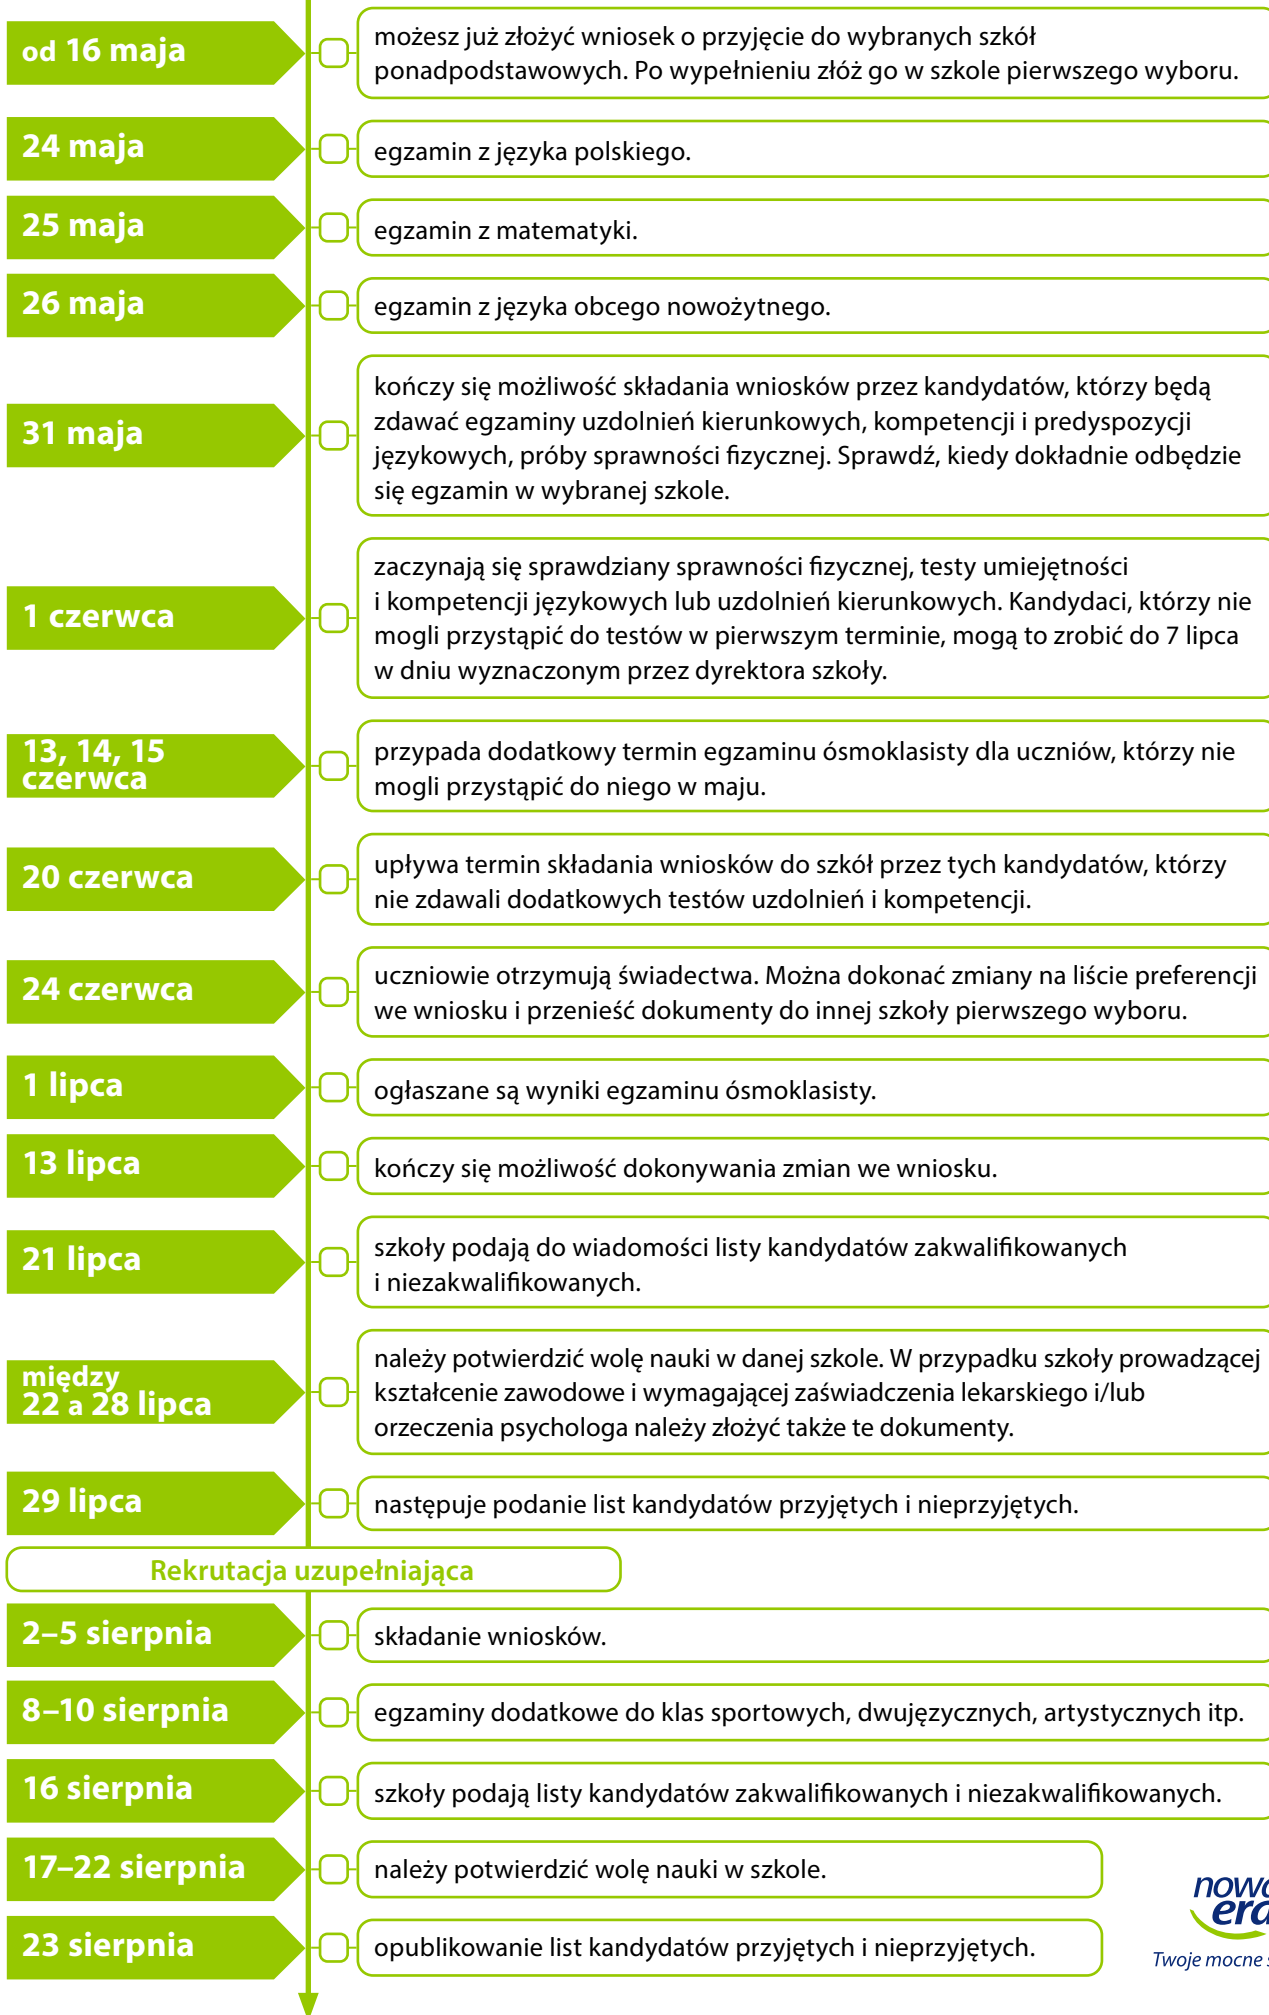 od 16 maja
możesz już złożyć wniosek o przyjęcie do wybranych szkół
ponadpodstawowych. Po wypełnieniu złóż go w szkole pierwszego wyboru.
24 maja
egzamin z języka polskiego.
25 maja
egzamin z matematyki.
26 maja
egzamin z języka obcego nowożytnego.
31 maja
kończy się możliwość składania wniosków przez kandydatów, którzy będą
zdawać egzaminy uzdolnień kierunkowych, kompetencji i predyspozycji
językowych, próby sprawności fizycznej. Sprawdź, kiedy dokładnie odbędzie
się egzamin w wybranej szkole.
1 czerwca
zaczynają się sprawdziany sprawności fizycznej, testy umiejętności
i kompetencji językowych lub uzdolnień kierunkowych. Kandydaci, którzy nie
mogli przystąpić do testów w pierwszym terminie, mogą to zrobić do 7 lipca
w dniu wyznaczonym przez dyrektora szkoły.
13, 14, 15
czerwca
przypada dodatkowy termin egzaminu ósmoklasisty dla uczniów, którzy nie
mogli przystąpić do niego w maju.
20 czerwca
upływa termin składania wniosków do szkół przez tych kandydatów, którzy
nie zdawali dodatkowych testów uzdolnień i kompetencji.
24 czerwca
uczniowie otrzymują świadectwa. Można dokonać zmiany na liście preferencji
we wniosku i przenieść dokumenty do innej szkoły pierwszego wyboru.
1 lipca
ogłaszane są wyniki egzaminu ósmoklasisty.
13 lipca
kończy się możliwość dokonywania zmian we wniosku.
21 lipca
szkoły podają do wiadomości listy kandydatów zakwalifikowanych
i niezakwalifikowanych.
między
22 a 28 lipca
należy potwierdzić wolę nauki w danej szkole. W przypadku szkoły prowadzącej
kształcenie zawodowe i wymagającej zaświadczenia lekarskiego i/lub
orzeczenia psychologa należy złożyć także te dokumenty.
29 lipca
następuje podanie list kandydatów przyjętych i nieprzyjętych.
Rekrutacja uzupełniająca
2–5 sierpnia
składanie wniosków.
8–10 sierpnia
egzaminy dodatkowe do klas sportowych, dwujęzycznych, artystycznych itp.
16 sierpnia
szkoły podają listy kandydatów zakwalifikowanych i niezakwalifikowanych.
17–22 sierpnia
należy potwierdzić wolę nauki w szkole.
23 sierpnia
opublikowanie list kandydatów przyjętych i nieprzyjętych.
Twoje mocne